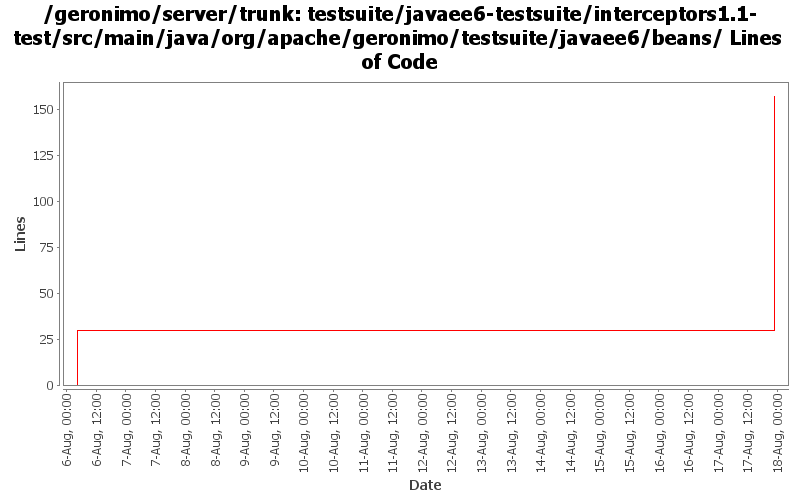 /geronimo/server/trunk: testsuite/javaee6-testsuite/interceptors1.1-
test/src/main/java/org/apache/geronimo/testsuite/javaee6/beans/ Lines
of Code
Lines
150
125
100
75
50
25
0
6-Aug, 00:00
6-Aug, 12:00
7-Aug, 00:00
7-Aug, 12:00
8-Aug, 00:00
8-Aug, 12:00
9-Aug, 00:00
9-Aug, 12:00
10-Aug, 00:00
10-Aug, 12:00
11-Aug, 00:00
11-Aug, 12:00
12-Aug, 00:00
12-Aug, 12:00
13-Aug, 00:00
13-Aug, 12:00
14-Aug, 00:00
14-Aug, 12:00
15-Aug, 00:00
15-Aug, 12:00
16-Aug, 00:00
16-Aug, 12:00
17-Aug, 00:00
17-Aug, 12:00
18-Aug, 00:00
Date